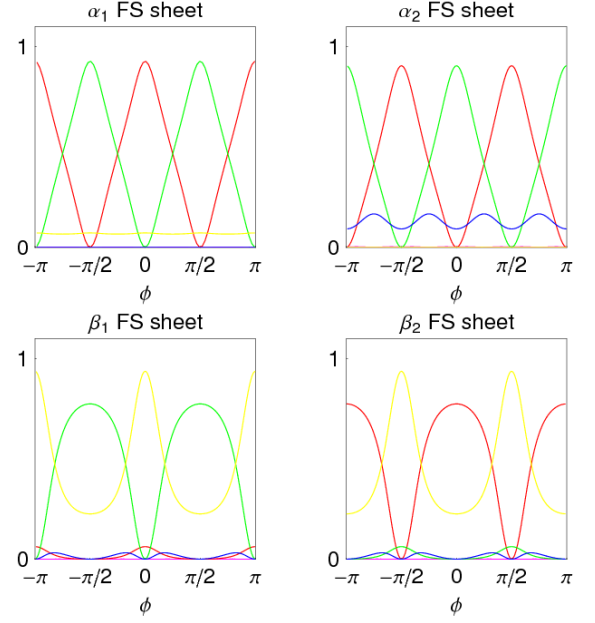 α₁ FS sheet
α₂ FS sheet
1
0
−π −π/2 0 π/2 π
ϕ
1
0
−π −π/2 0 π/2 π
ϕ
β₁ FS sheet
β₂ FS sheet
1
0
−π −π/2 0 π/2 π
ϕ
1
0
−π −π/2 0 π/2 π
ϕ